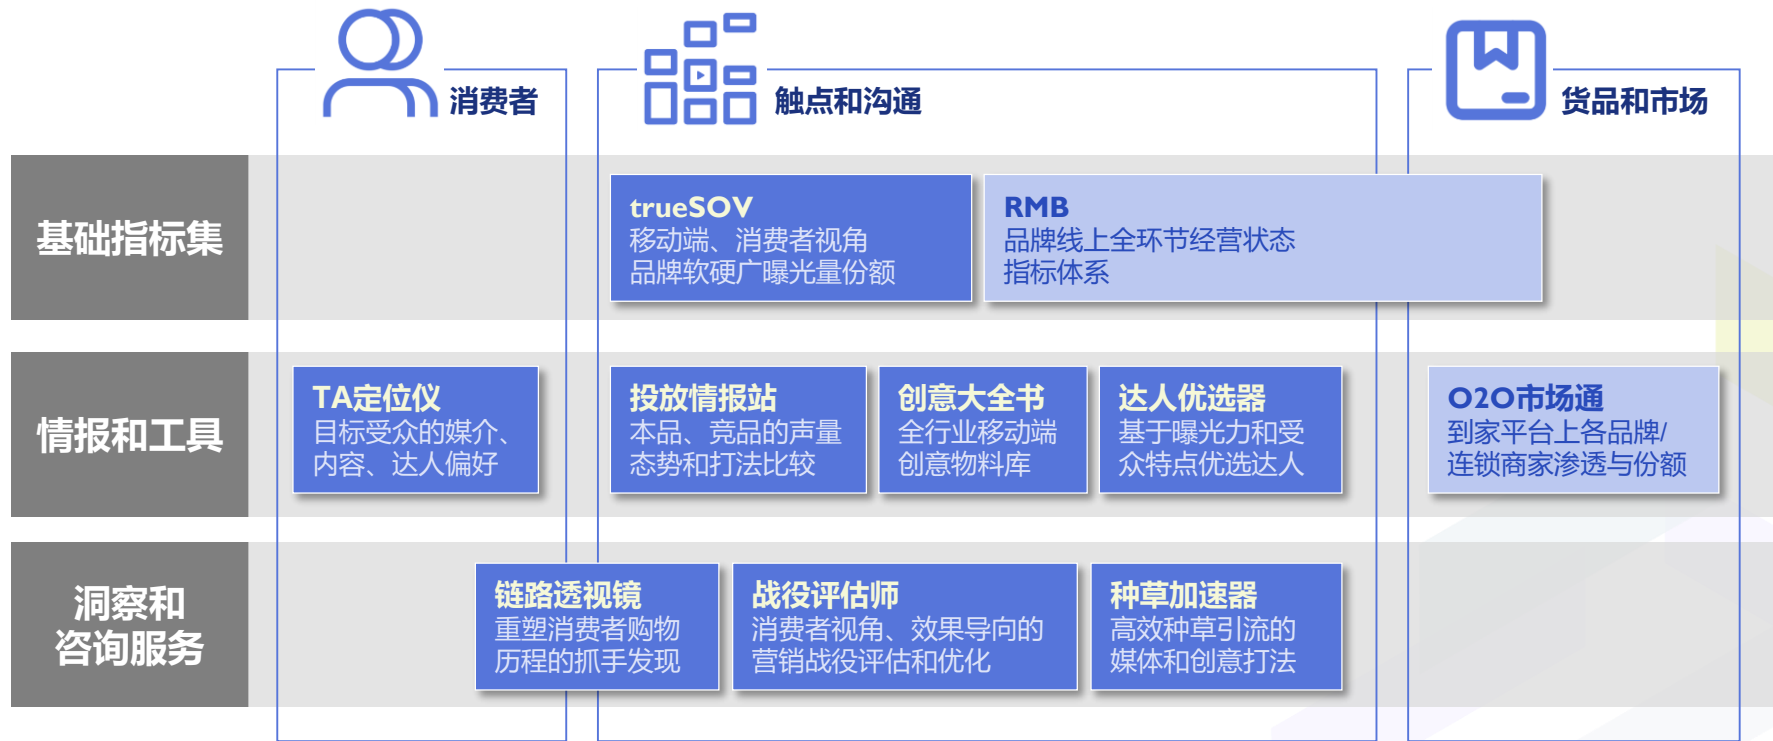 消费者
触点和沟通
货品和市场
基础指标集
trueSOV
移动端、消费者视角
品牌软硬广曝光量份额
RMB
品牌线上全环节经营状态
指标体系
情报和工具
TA定位仪
目标受众的媒介、
内容、达人偏好
投放情报站
本品、竞品的声量
态势和打法比较
创意大全书
全行业移动端
创意物料库
达人优选器
基于曝光力和受
众特点优选达人
O2O市场通
到家平台上各品牌/
连锁商家渗透与份额
洞察和
咨询服务
链路透视镜
重塑消费者购物
历程的抓手发现
战役评估师
消费者视角、效果导向的
营销战役评估和优化
种草加速器
高效种草引流的
媒体和创意打法